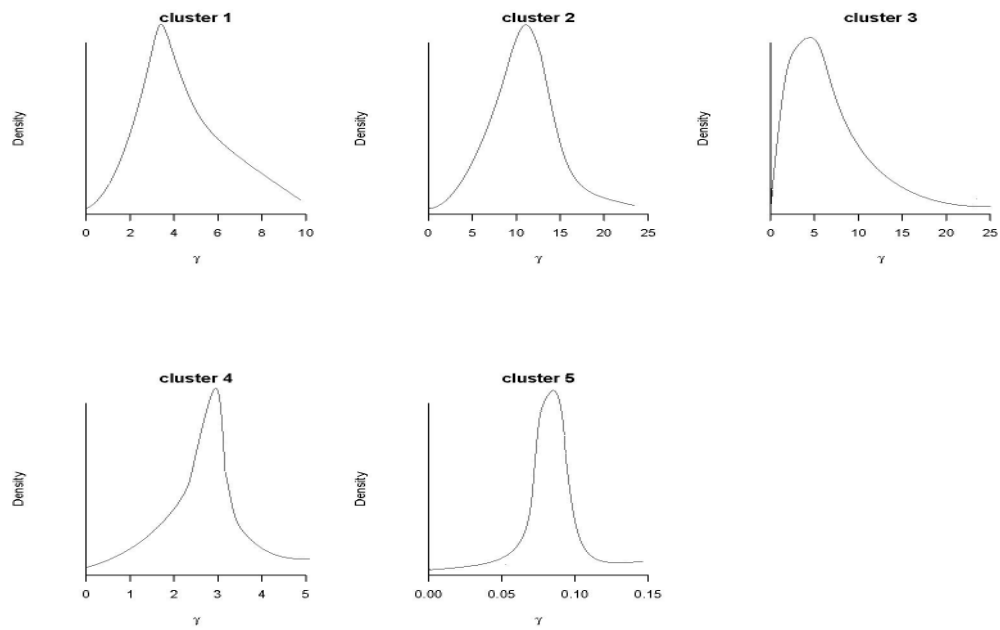 cluster 1
Density
0 2 4 6 8 10
γ
cluster 2
Density
0 5 10 15 20 25
γ
cluster 3
Density
0 5 10 15 20 25
γ
cluster 4
Density
0 1 2 3 4 5
γ
cluster 5
Density
0.00 0.05 0.10 0.15
γ